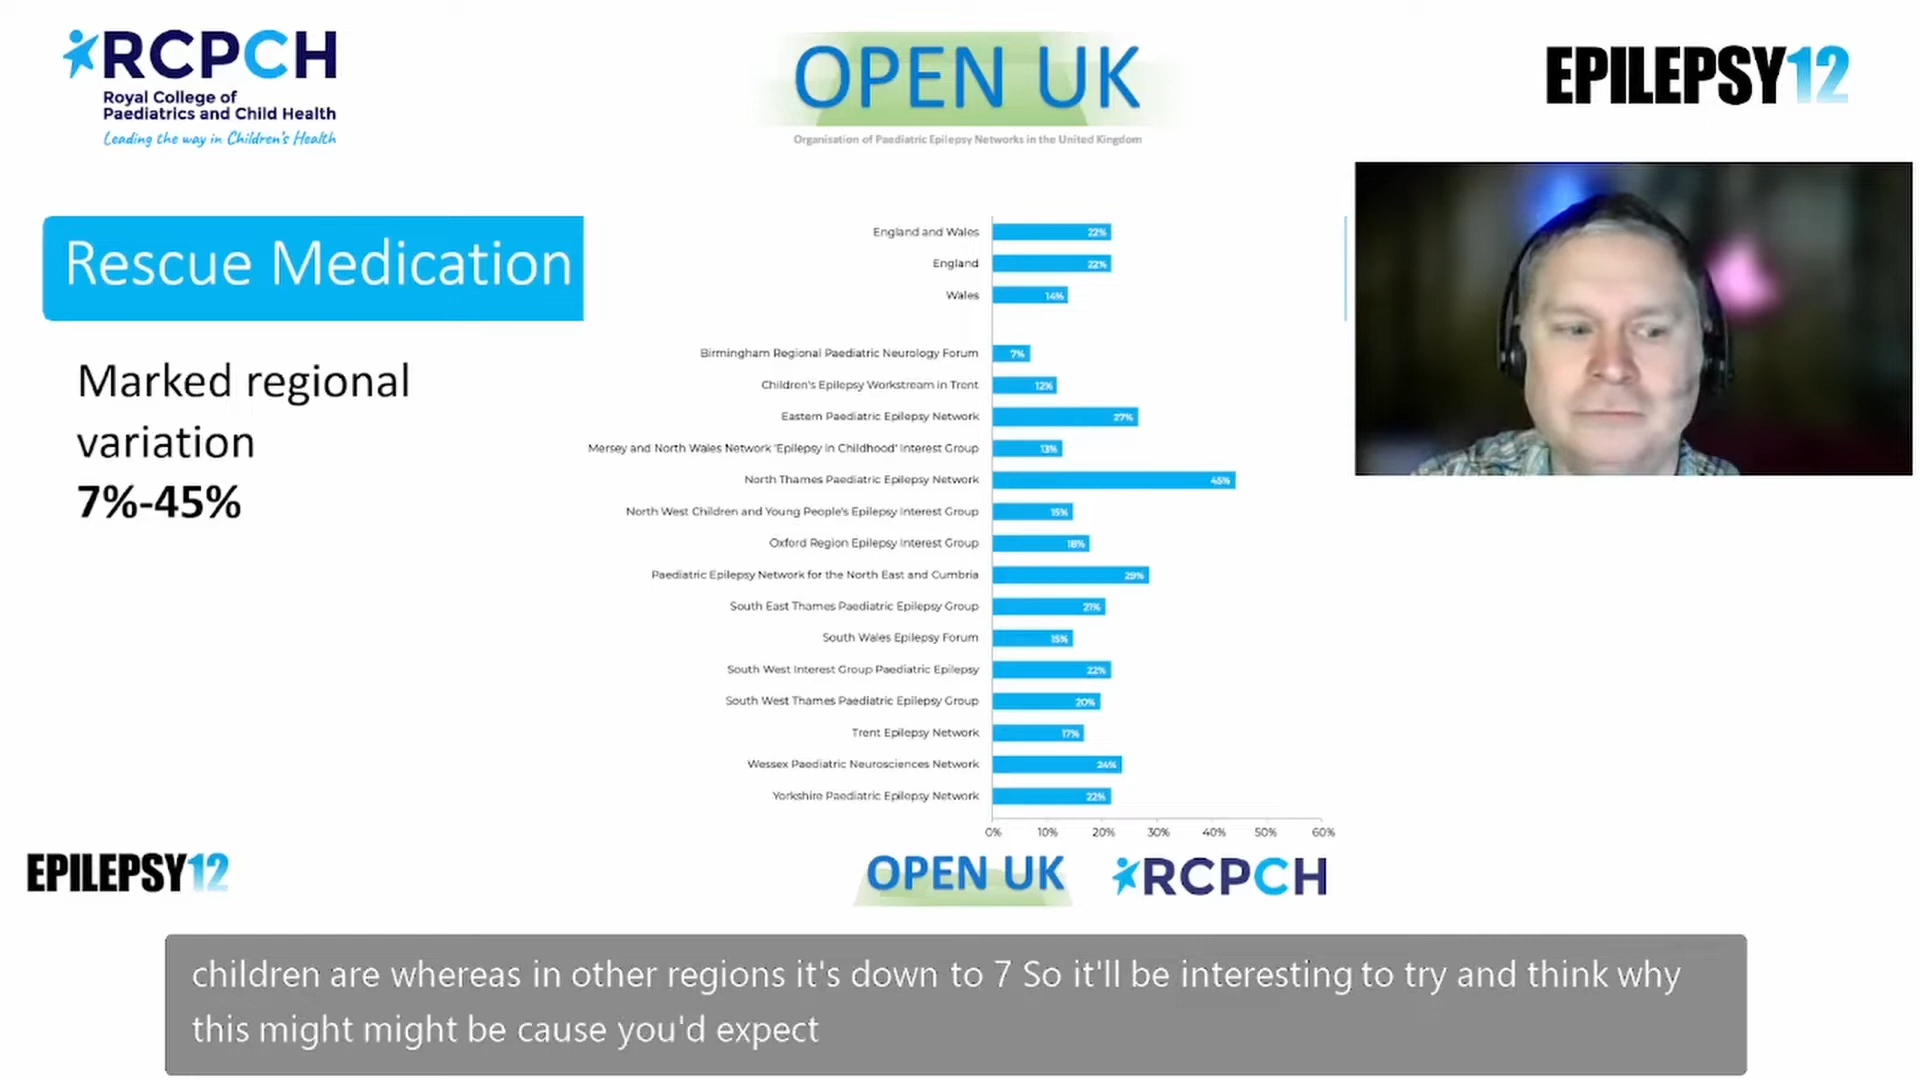 RCPCH
Royal College of
Paediatrics and Child Health
Leading the way in Children's Health
OPEN UK
Organisation of Paediatric Epilepsy Networks in the United Kingdom
EPILEPSY12
Rescue Medication
Marked regional
variation
7%-45%
England and Wales 22%
England 22%
Wales 14%
Birmingham Regional Paediatric Neurology Forum 7%
Children's Epilepsy Workstream in Trent 12%
Eastern Paediatric Epilepsy Network 27%
Mersey and North Wales Network 'Epilepsy in Childhood' Interest Group 13%
North Thames Paediatric Epilepsy Network 45%
North West Children and Young People's Epilepsy Interest Group 15%
Oxford Region Epilepsy Interest Group 18%
Paediatric Epilepsy Network for the North East and Cumbria 29%
South East Thames Paediatric Epilepsy Group 21%
South Wales Epilepsy Forum 15%
South West Interest Group Paediatric Epilepsy 22%
South West Thames Paediatric Epilepsy Group 20%
Trent Epilepsy Network 17%
Wessex Paediatric Neurosciences Network 24%
Yorkshire Paediatric Epilepsy Network 22%
0% 10% 20% 30% 40% 50% 60%
EPILEPSY12
OPEN UK
RCPCH
children are whereas in other regions it's down to 7 So it'll be interesting to try and think why
this might might be cause you'd expect